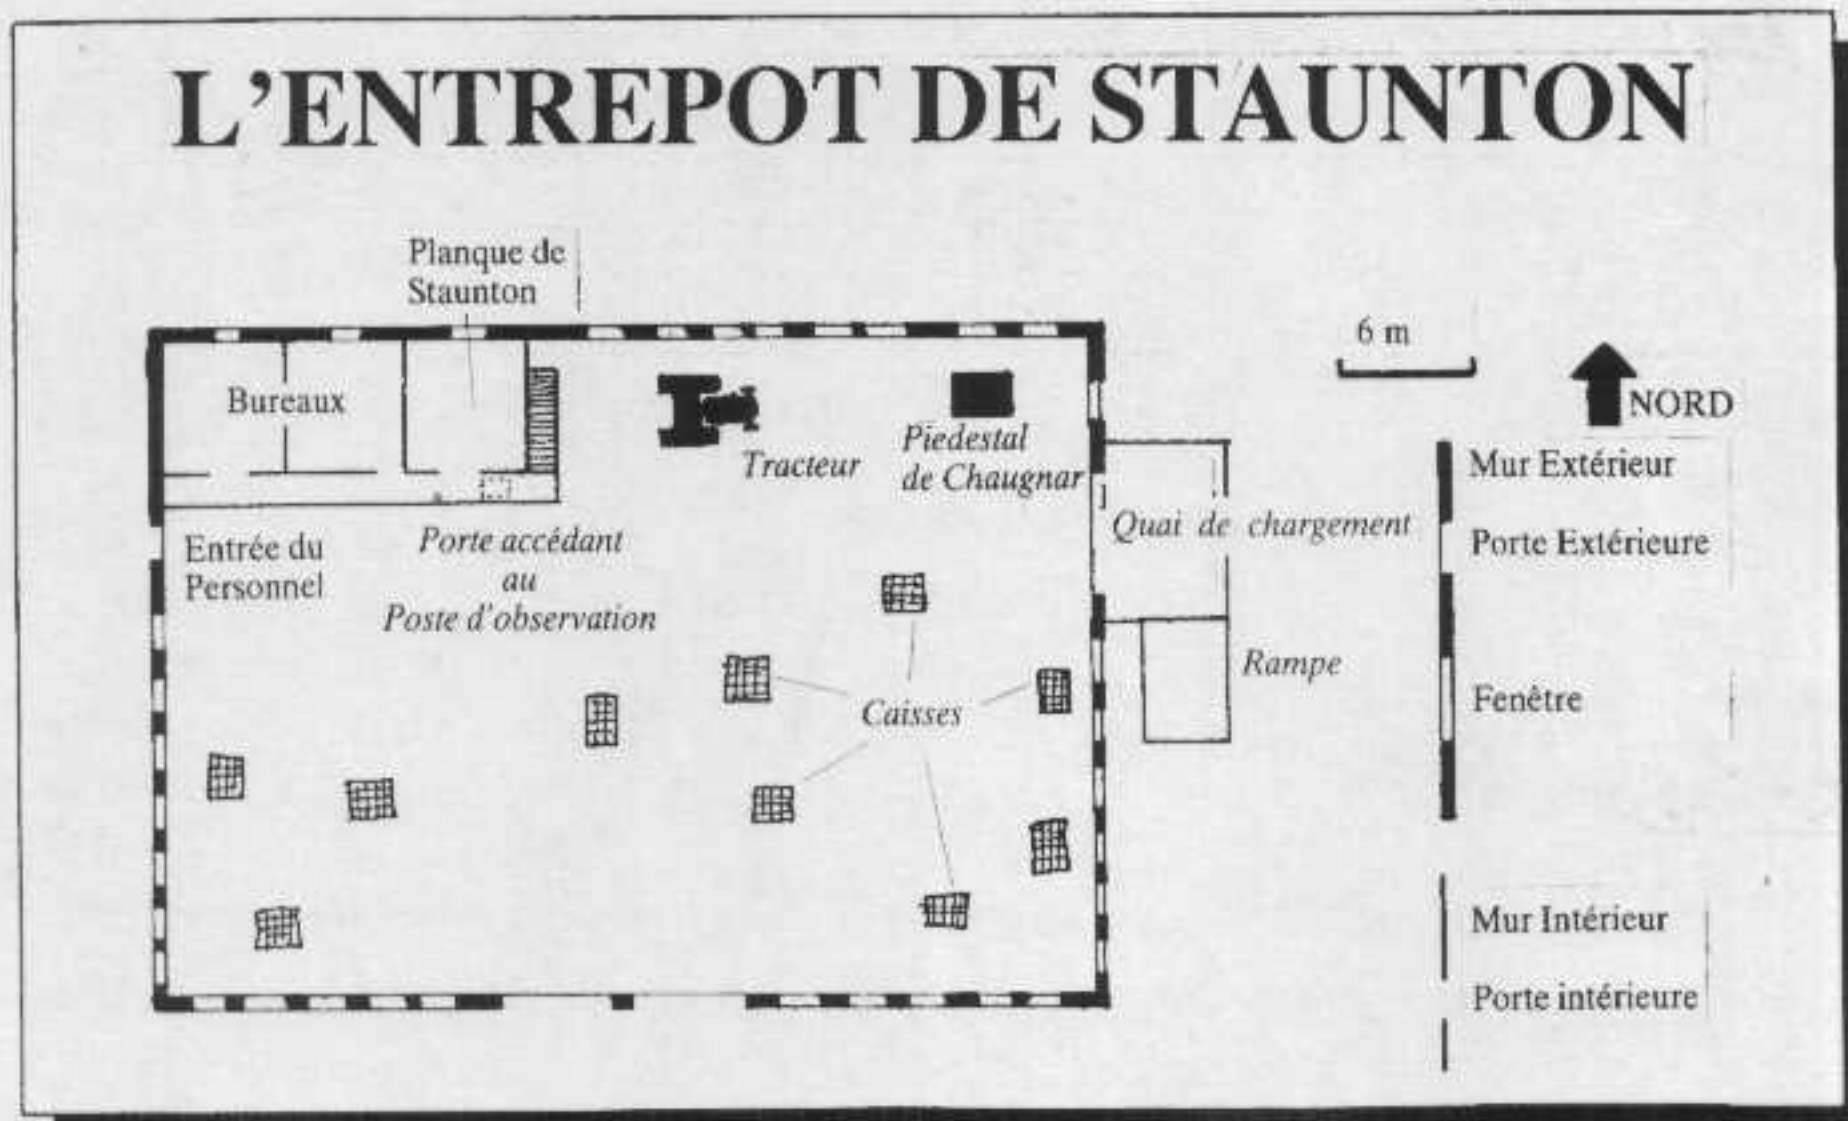 L'ENTREPOT DE STAUNTON
Planque de
Staunton
6 m
NORD
Bureaux
Tracteur
Piedestal
de Chaugnar
Mur Extérieur
Quai de chargement
Porte Extérieure
Entrée du
Personnel
Porte accédant
au
Poste d'observation
Rampe
Caisses
Fenêtre
Mur Intérieur
Porte intérieure